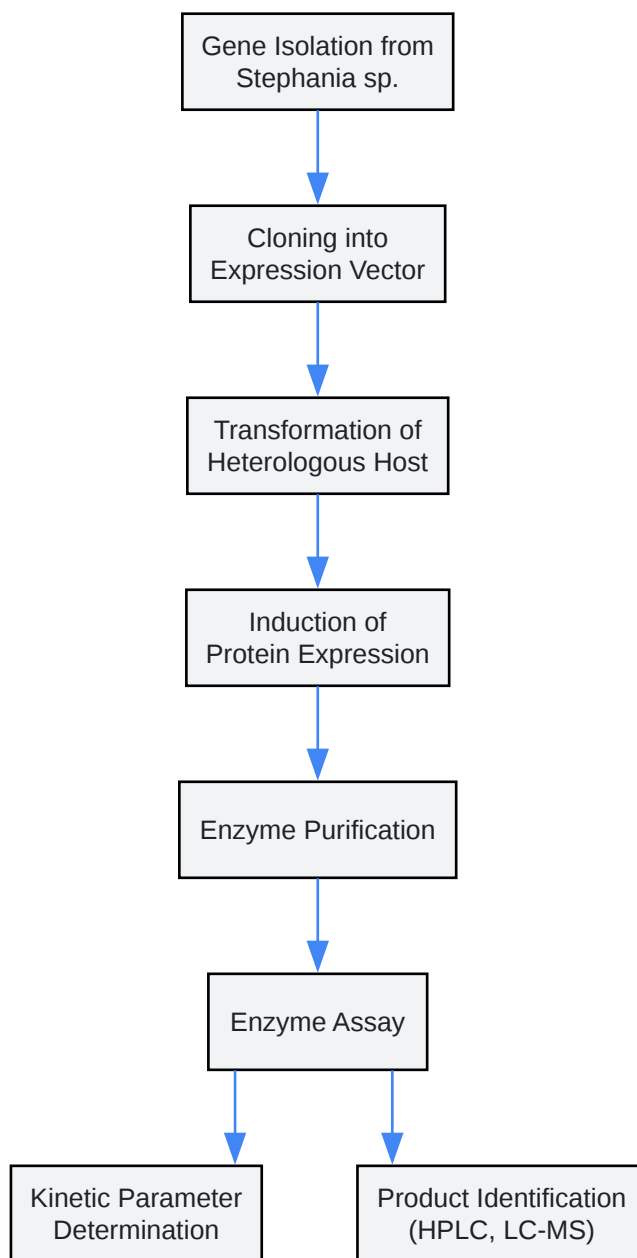 Gene Isolation from
Stephania sp.
Cloning into
Expression Vector
Transformation of
Heterologous Host
Induction of
Protein Expression
Enzyme Purification
Enzyme Assay
Kinetic Parameter
Determination
Product Identification
(HPLC, LC-MS)